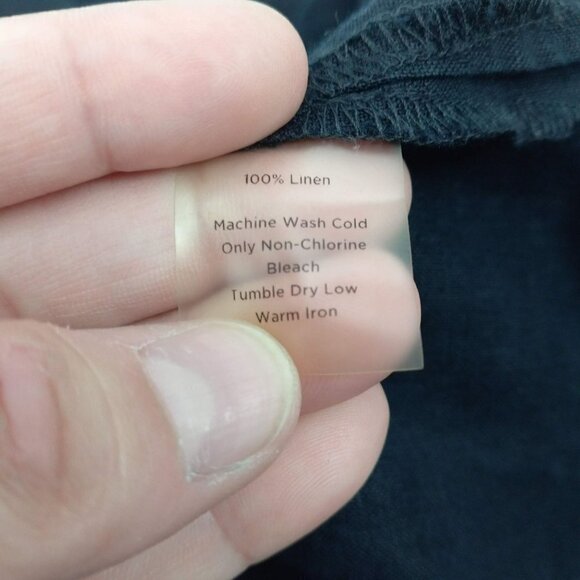 100% Linen
Machine Wash Cold
Only Non-Chlorine
Bleach
Tumble Dry Low
Warm Iron